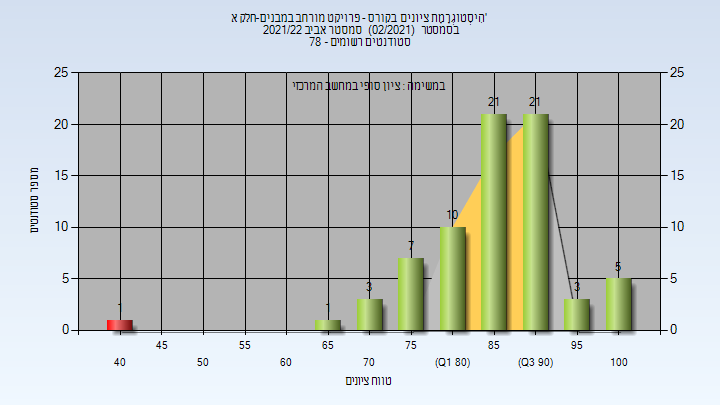 היסטוגרמת ציונים בקורס - פרויקט מורחב במבנים-חלק א'
בסמסטר (02/2021) סמסטר אביב 2021/22
סטודנטים רשומים - 78
במשימה : ציון סופי במחשב המרכזי
מספר סטודנטים
25 25
20 20
15 15
10 10
5 5
0 0
1 1 3 7 10 21 21 3 5
45 55 65 75 85 95
40 50 60 70 (Q1 80) (Q3 90) 100
טווח ציונים